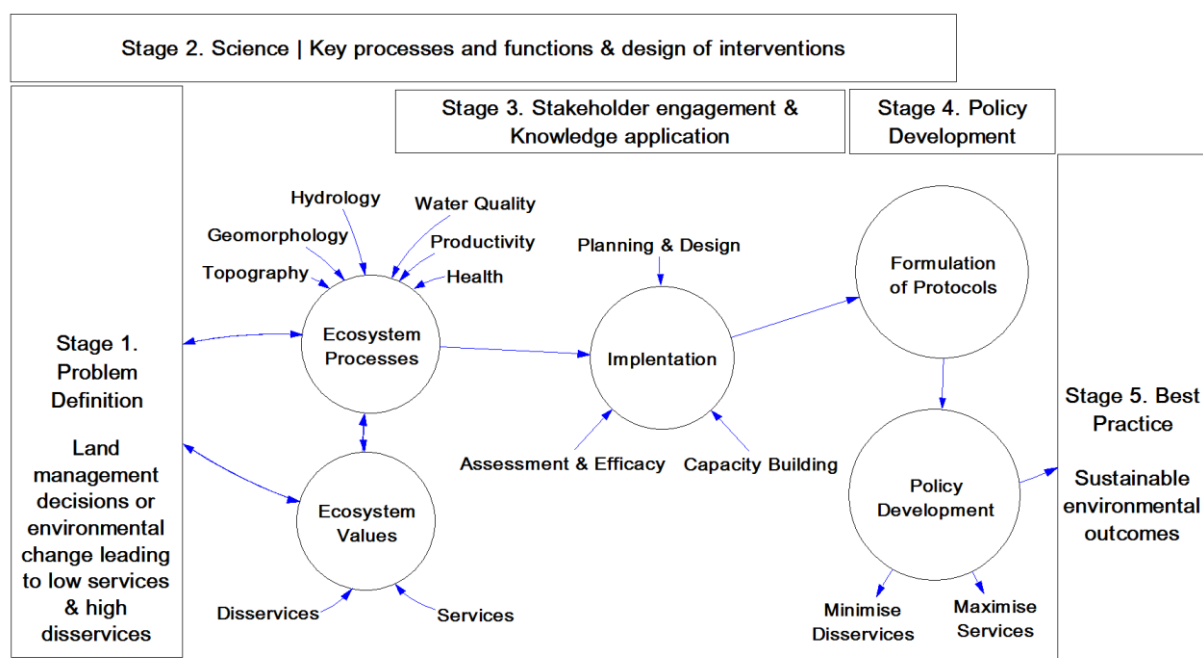 Stage 2. Science | Key processes and functions & design of interventions
Stage 3. Stakeholder engagement &
Knowledge application
Stage 4. Policy
Development
Stage 1.
Problem
Definition
Land
management
decisions or
environmental
change leading
to low services
& high
disservices
Hydrology
Water Quality
Geomorphology
Productivity
Topography
Health
Ecosystem
Processes
Ecosystem
Values
Disservices
Services
Planning & Design
Implentation
Assessment & Efficacy
Capacity Building
Formulation
of Protocols
Policy
Development
Minimise
Disservices
Maximise
Services
Stage 5. Best
Practice
Sustainable
environmental
outcomes